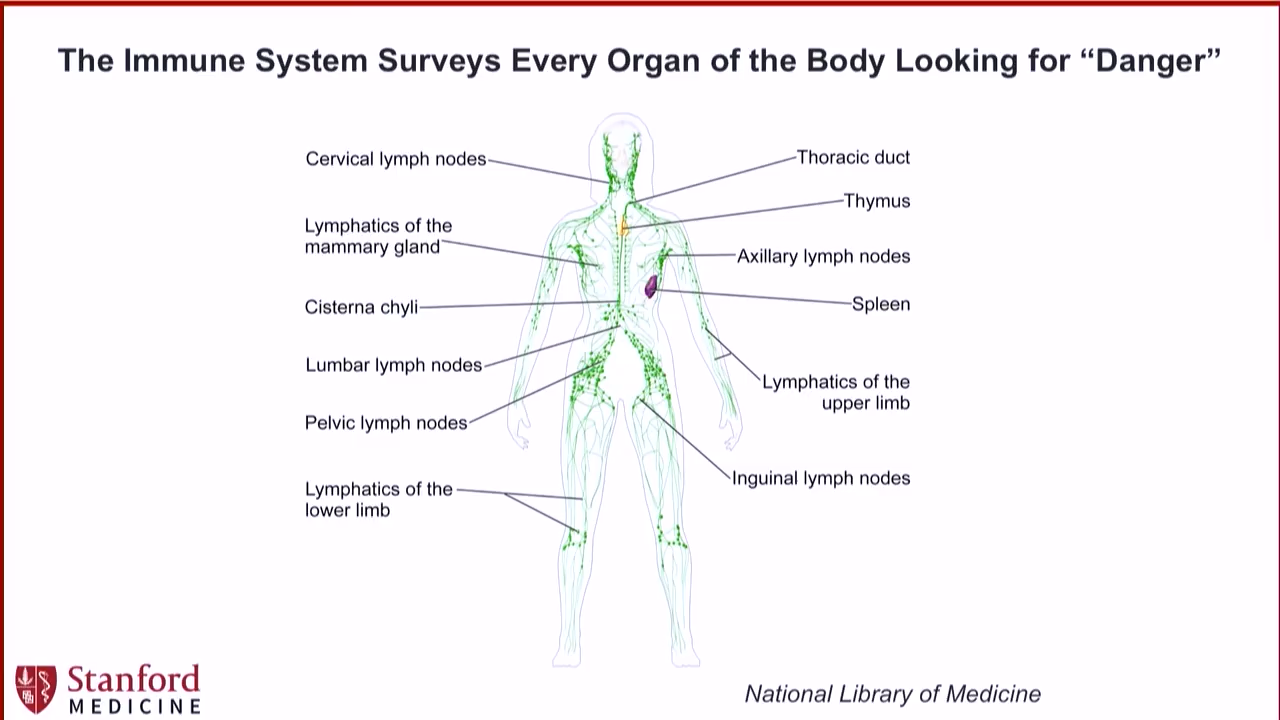 The Immune System Surveys Every Organ of the Body Looking for “Danger”
Cervical lymph nodes
Lymphatics of the
mammary gland
Cisterna chyli
Lumbar lymph nodes
Pelvic lymph nodes
Lymphatics of the
lower limb
Thoracic duct
Thymus
Axillary lymph nodes
Spleen
Lymphatics of the
upper limb
Inguinal lymph nodes
Stanford
MEDICINE
National Library of Medicine